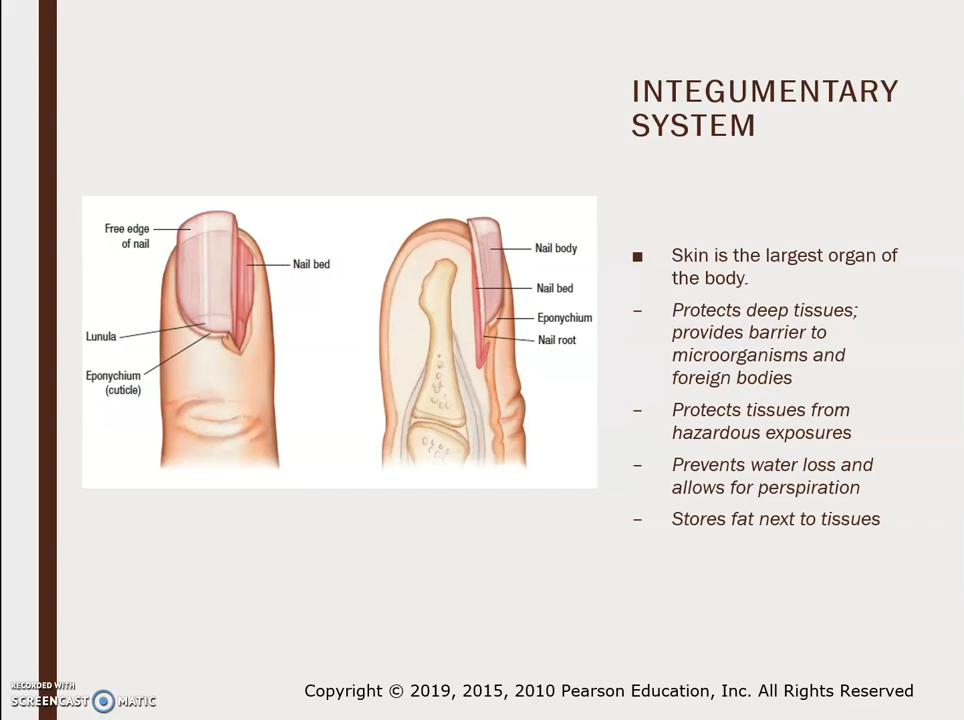 INTEGUMENTARY
SYSTEM
Free edge
of nail
Nail bed
Lunula
Eponychium
(cuticle)
Nail body
Nail bed
Eponychium
Nail root
■ Skin is the largest organ of
the body.
– Protects deep tissues;
provides barrier to
microorganisms and
foreign bodies
– Protects tissues from
hazardous exposures
– Prevents water loss and
allows for perspiration
– Stores fat next to tissues
RECORDED WITH
SCREENCAST MATIC
Copyright © 2019, 2015, 2010 Pearson Education, Inc. All Rights Reserved